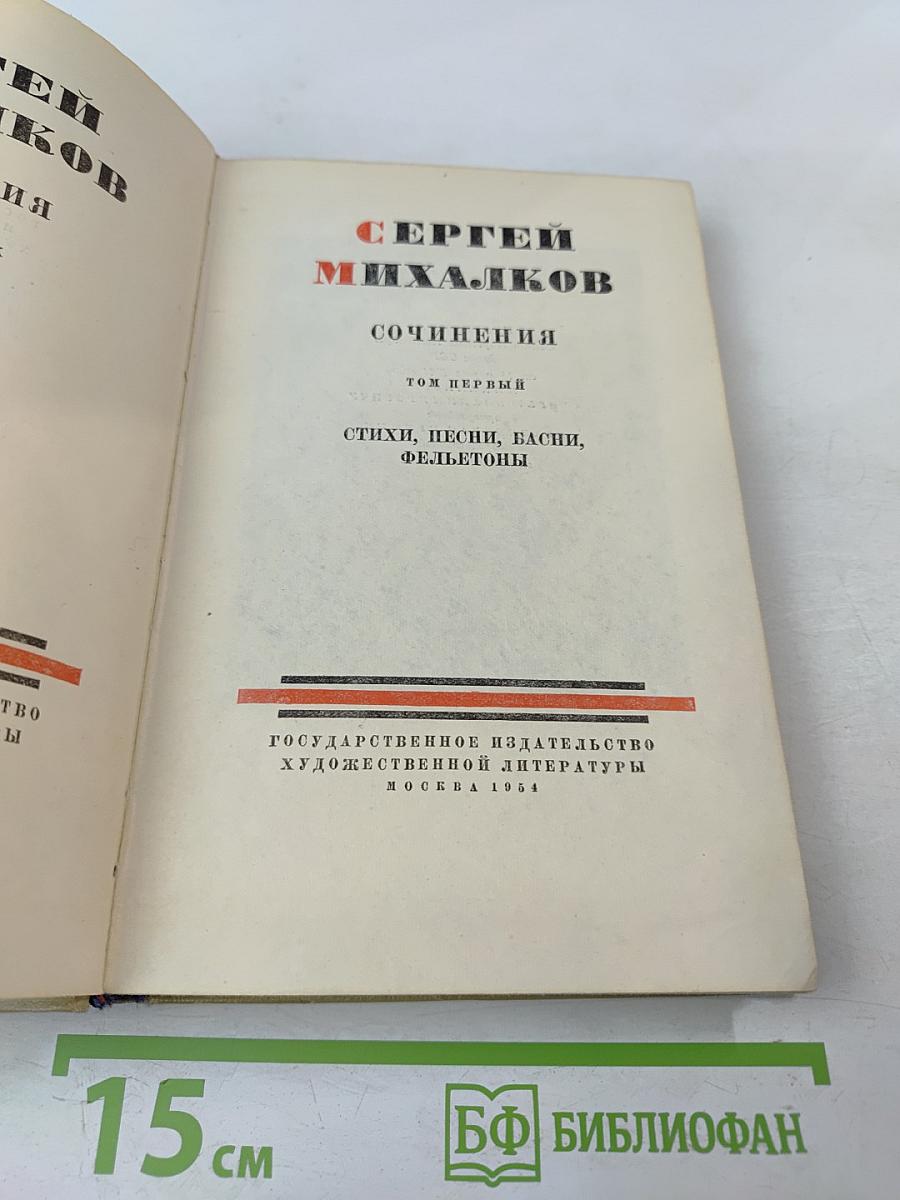 СЕРГЕЙ
МИХАЛКОВ
СОЧИНЕНИЯ
ТОМ ПЕРВЫЙ
СТИХИ, ПЕСНИ, БАСНИ,
ФЕЛЬЕТОНЫ
ГОСУДАРСТВЕННОЕ ИЗДАТЕЛЬСТВО
ХУДОЖЕСТВЕННОЙ ЛИТЕРАТУРЫ
МОСКВА 1954
15 см
БФ БИБЛИОФАН